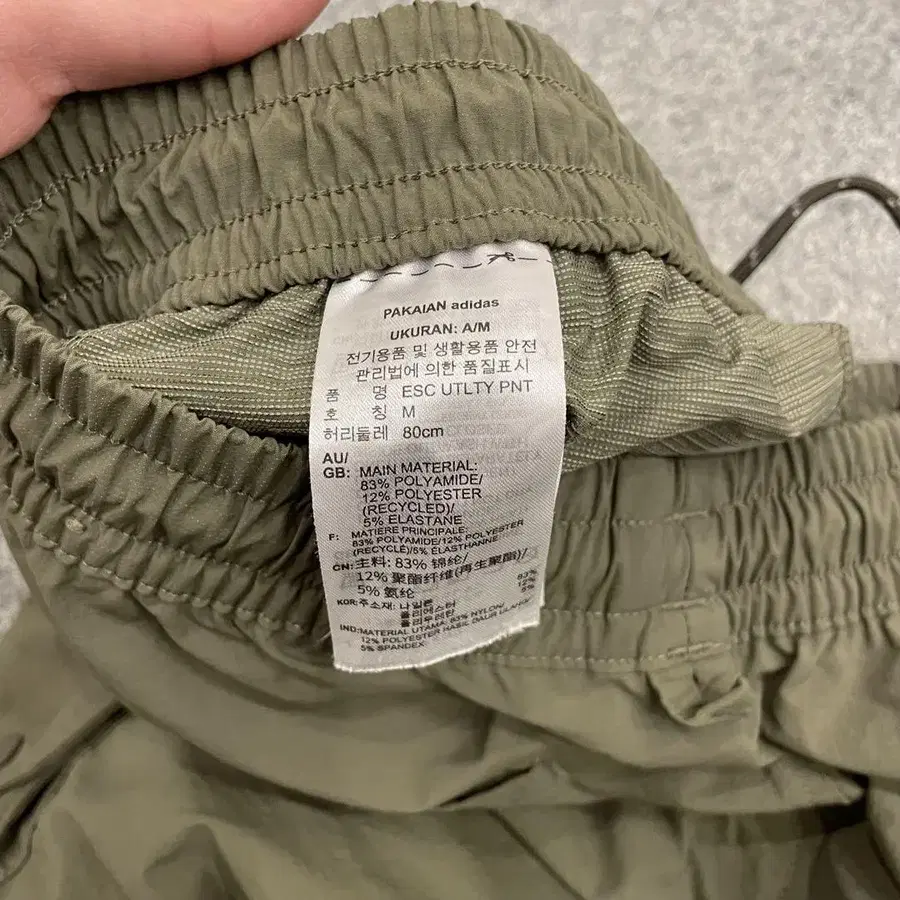 PAKAIAN adidas
UKURAN: A/M
전기용품 및 생활용품 안전
관리법에 의한 품질표시
품 명 ESC UTLTY PNT
호 칭 M
허리둘레 80cm
AU/
GB: MAIN MATERIAL:
83% POLYAMIDE/
12% POLYESTER
(RECYCLED)/
5% ELASTANE
F: MATIERE PRINCIPALE:
83% POLYAMIDE/12% POLYESTER
(RECYCLÉ)/5% ÉLASTHANNE
CN: 主料: 83% 锦纶/
12% 聚酯纤维(再生聚酯)/
5% 氨纶
KOR: 주소재: 나일론 83%
폴리에스터 12%
폴리우레탄 5%
IND: MATERIAL UTAMA: 83% NYLON/
12% POLYESTER HASIL DAUR ULANG/
5% SPANDEX